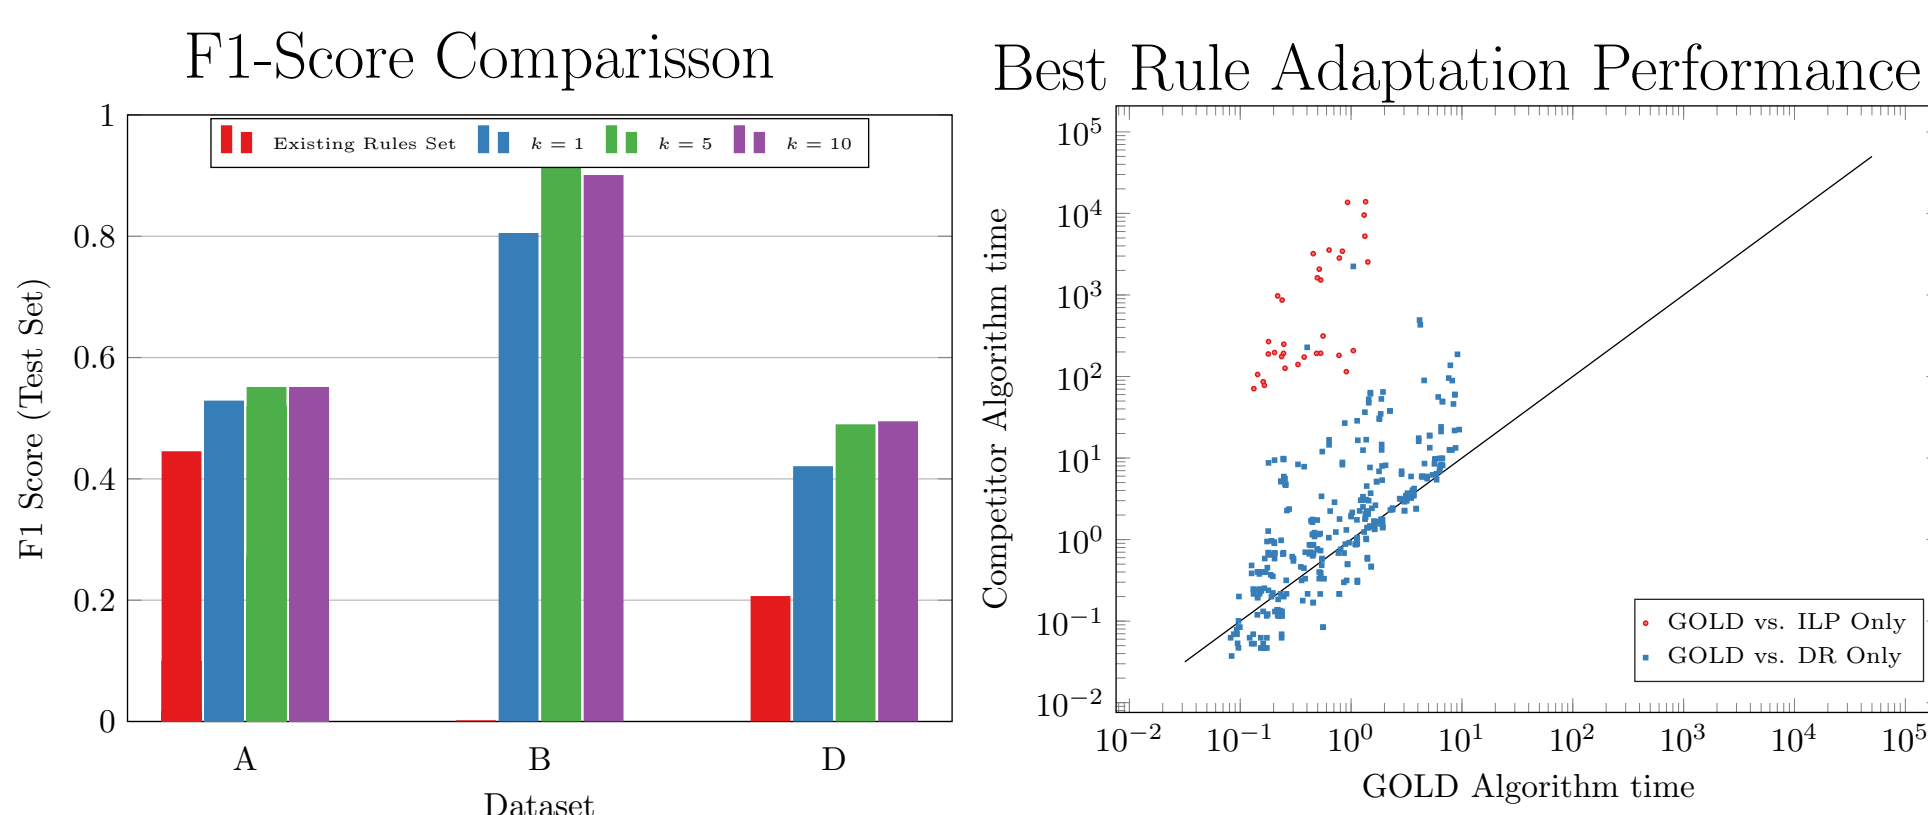 F1-Score Comparisson
1
0.8
0.6
0.4
0.2
0
F1 Score (Test Set)
Existing Rules Set k = 1 k = 5 k = 10
A B D
Dataset
Best Rule Adaptation Performance
10^5
10^4
10^3
10^2
10^1
10^0
10^−1
10^−2
Competitor Algorithm time
GOLD vs. ILP Only
GOLD vs. DR Only
10^−2 10^−1 10^0 10^1 10^2 10^3 10^4 10^5
GOLD Algorithm time